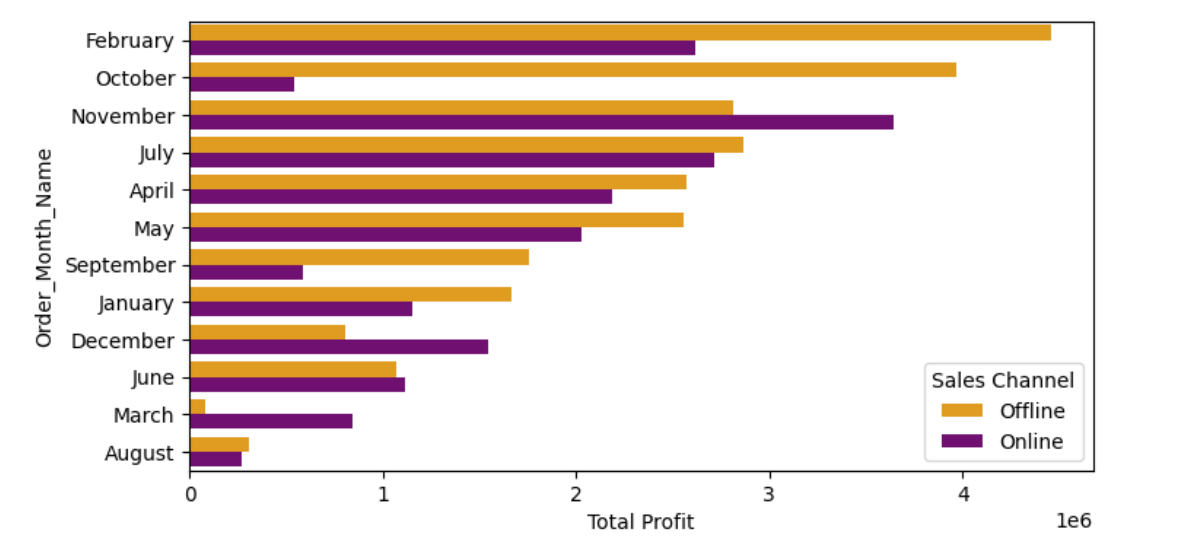 February
October
November
July
April
May
September
January
December
June
March
August
Order_Month_Name
0 1 2 3 4
Total Profit
1e6
Sales Channel
Offline
Online